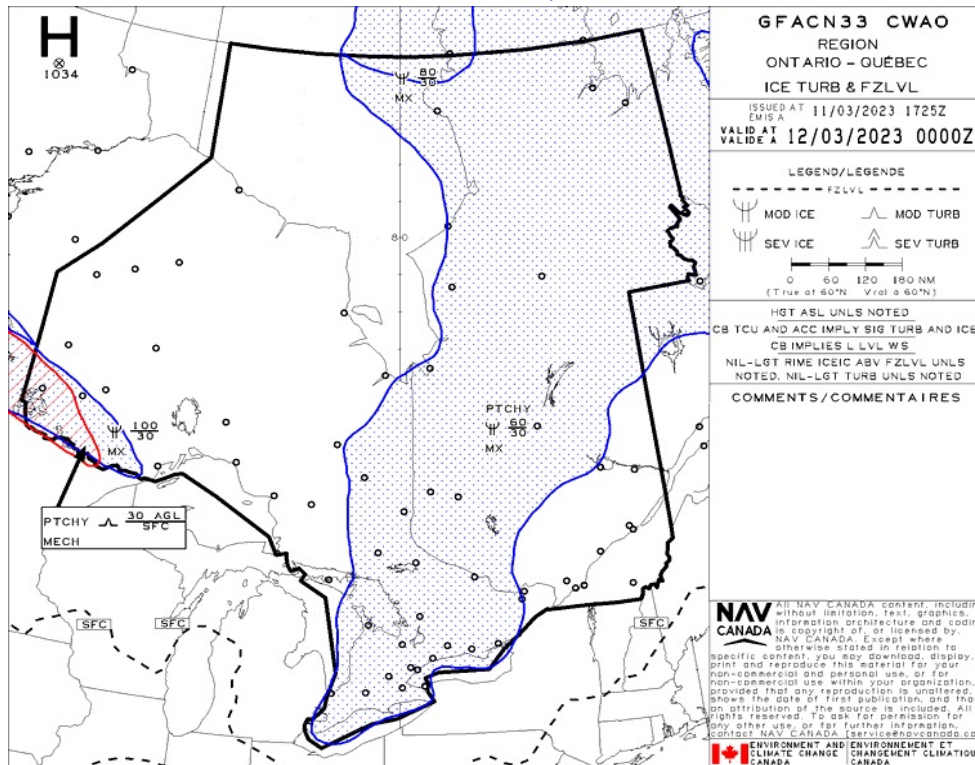 H
1034
80
30
MX
80
PTCHY
60
30
MX
100
30
MX
PTCHY 30 AGL
SFC
MECH
SFC
SFC
SFC
GFACN33 CWAO
REGION
ONTARIO - QUÉBEC
ICE TURB & FZLVL
ISSUED AT
ÉMIS À
11/03/2023 1725Z
VALID AT
VALIDE À
12/03/2023 0000Z
LEGEND/LÉGENDE
FZLVL
MOD ICE MOD TURB
SEV ICE SEV TURB
0 60 120 180 NM
(True at 60°N Vrai à 60°N)
HGT ASL UNLS NOTED
CB TCU AND ACC IMPLY SIG TURB AND ICE
CB IMPLIES L LVL WS
NIL-LGT RIME ICEIC ABV FZLVL UNLS
NOTED. NIL-LGT TURB UNLS NOTED
COMMENTS/COMMENTAIRES
NAV
CANADA
All NAV CANADA content, includin
without limitation, text, graphics,
information architecture and codin
is copyright of, or licensed by,
NAV CANADA. Except where
otherwise stated in relation to
specific content, you may download, display,
print and reproduce this material for your
non-commercial and personal use, or for
non-commercial use within your organization,
provided that any reproduction is unaltered,
shows the date of first publication, and tha
an attribution of the source is included. All
rights reserved. To ask for permission for
any other use, or for further information,
contact NAV CANADA [service@navcanada.ca
ENVIRONMENT AND
CLIMATE CHANGE
CANADA
ENVIRONNEMENT ET
CHANGEMENT CLIMATIQU
CANADA